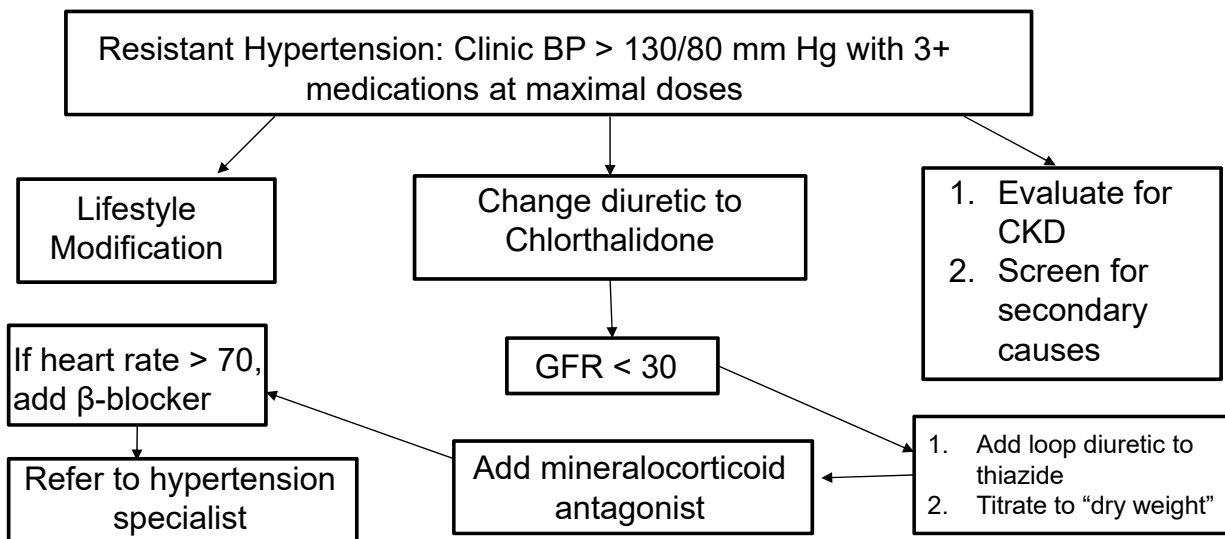 Resistant Hypertension: Clinic BP > 130/80 mm Hg with 3+
medications at maximal doses
Lifestyle
Modification
Change diuretic to
Chlorthalidone
1. Evaluate for
CKD
2. Screen for
secondary
causes
If heart rate > 70,
add β-blocker
GFR < 30
1. Add loop diuretic to
thiazide
2. Titrate to “dry weight”
Add mineralocorticoid
antagonist
Refer to hypertension
specialist